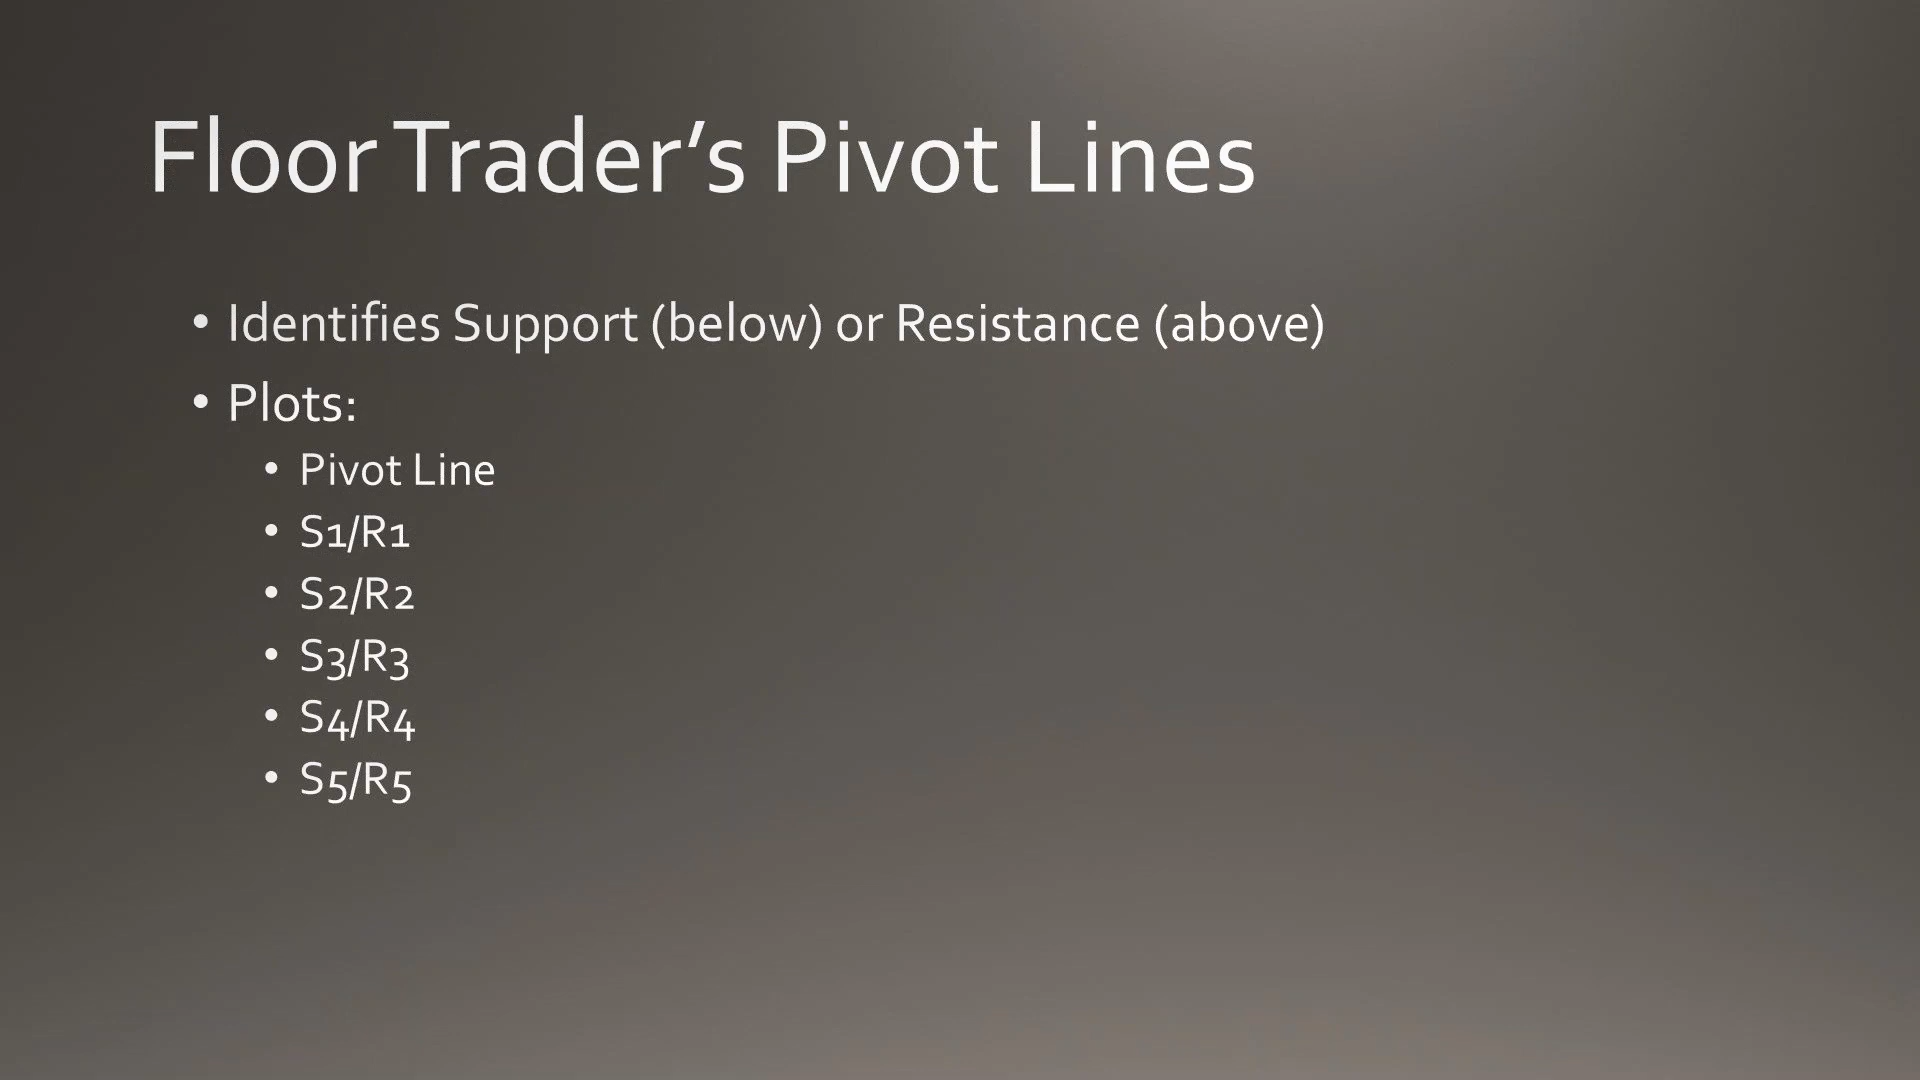 Floor Trader’s Pivot Lines
• Identifies Support (below) or Resistance (above)
• Plots:
• Pivot Line
• S1/R1
• S2/R2
• S3/R3
• S4/R4
• S5/R5